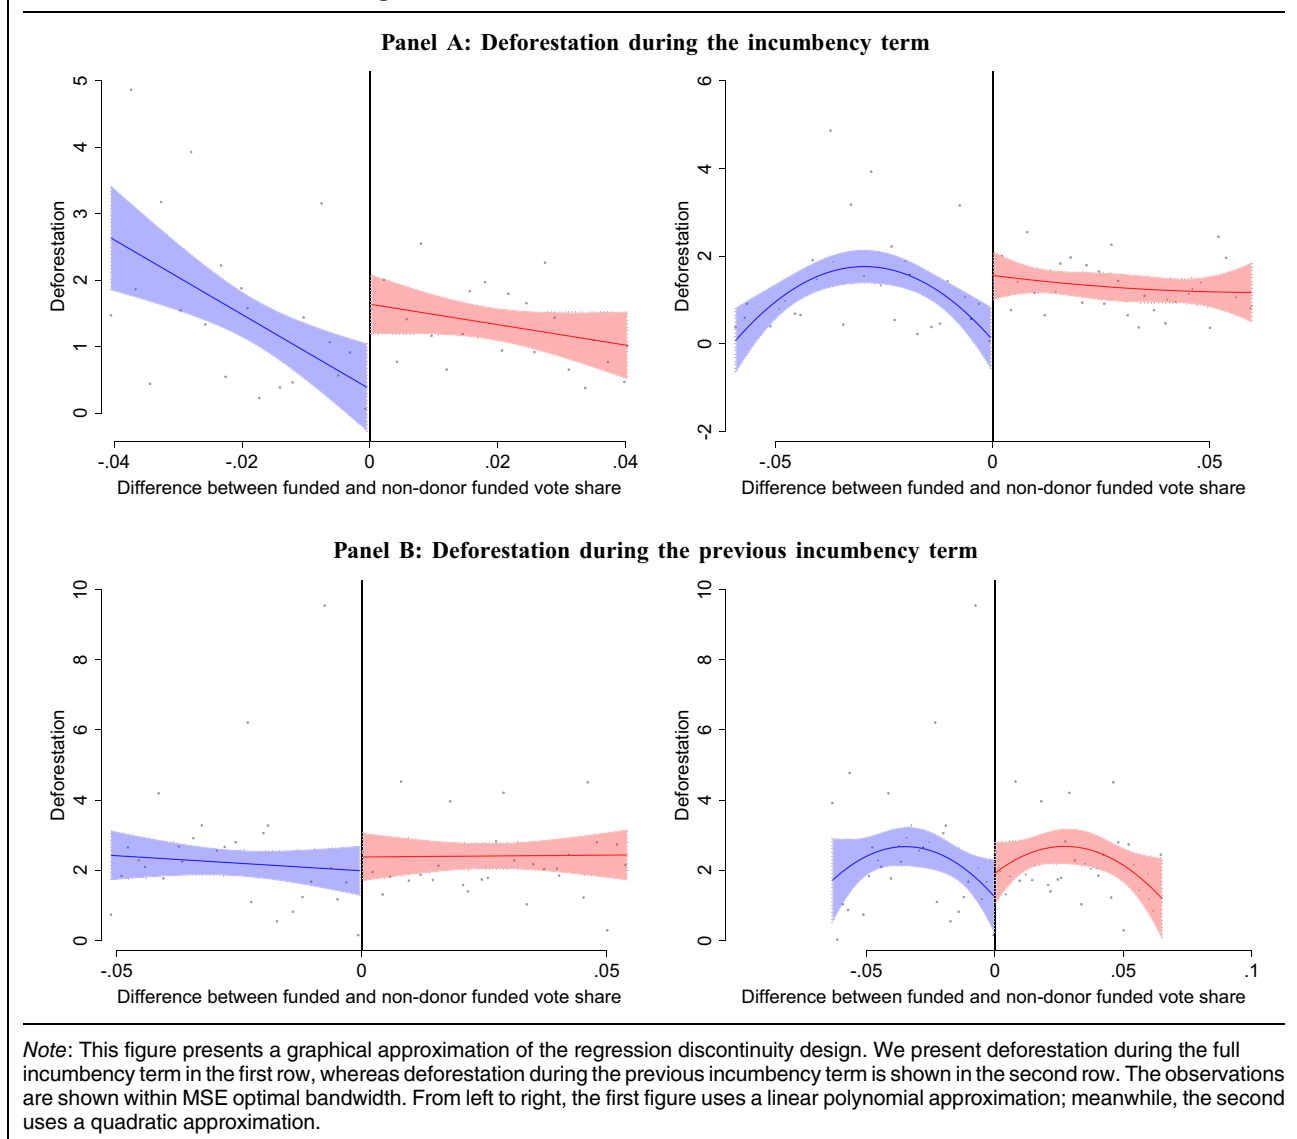 Panel A: Deforestation during the incumbency term
5
4
3
2
1
0
Deforestation
-.04
-.02
0
.02
.04
Difference between funded and non-donor funded vote share
6
4
2
0
-2
Deforestation
-.05
0
.05
Difference between funded and non-donor funded vote share
Panel B: Deforestation during the previous incumbency term
10
8
6
4
2
0
Deforestation
-.05
0
.05
Difference between funded and non-donor funded vote share
10
8
6
4
2
0
Deforestation
-.05
0
.05
.1
Difference between funded and non-donor funded vote share
Note: This figure presents a graphical approximation of the regression discontinuity design. We present deforestation during the full
incumbency term in the first row, whereas deforestation during the previous incumbency term is shown in the second row. The observations
are shown within MSE optimal bandwidth. From left to right, the first figure uses a linear polynomial approximation; meanwhile, the second
uses a quadratic approximation.